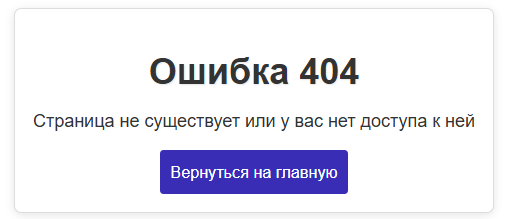 Ошибка 404
Страница не существует или у вас нет доступа к ней
Вернуться на главную